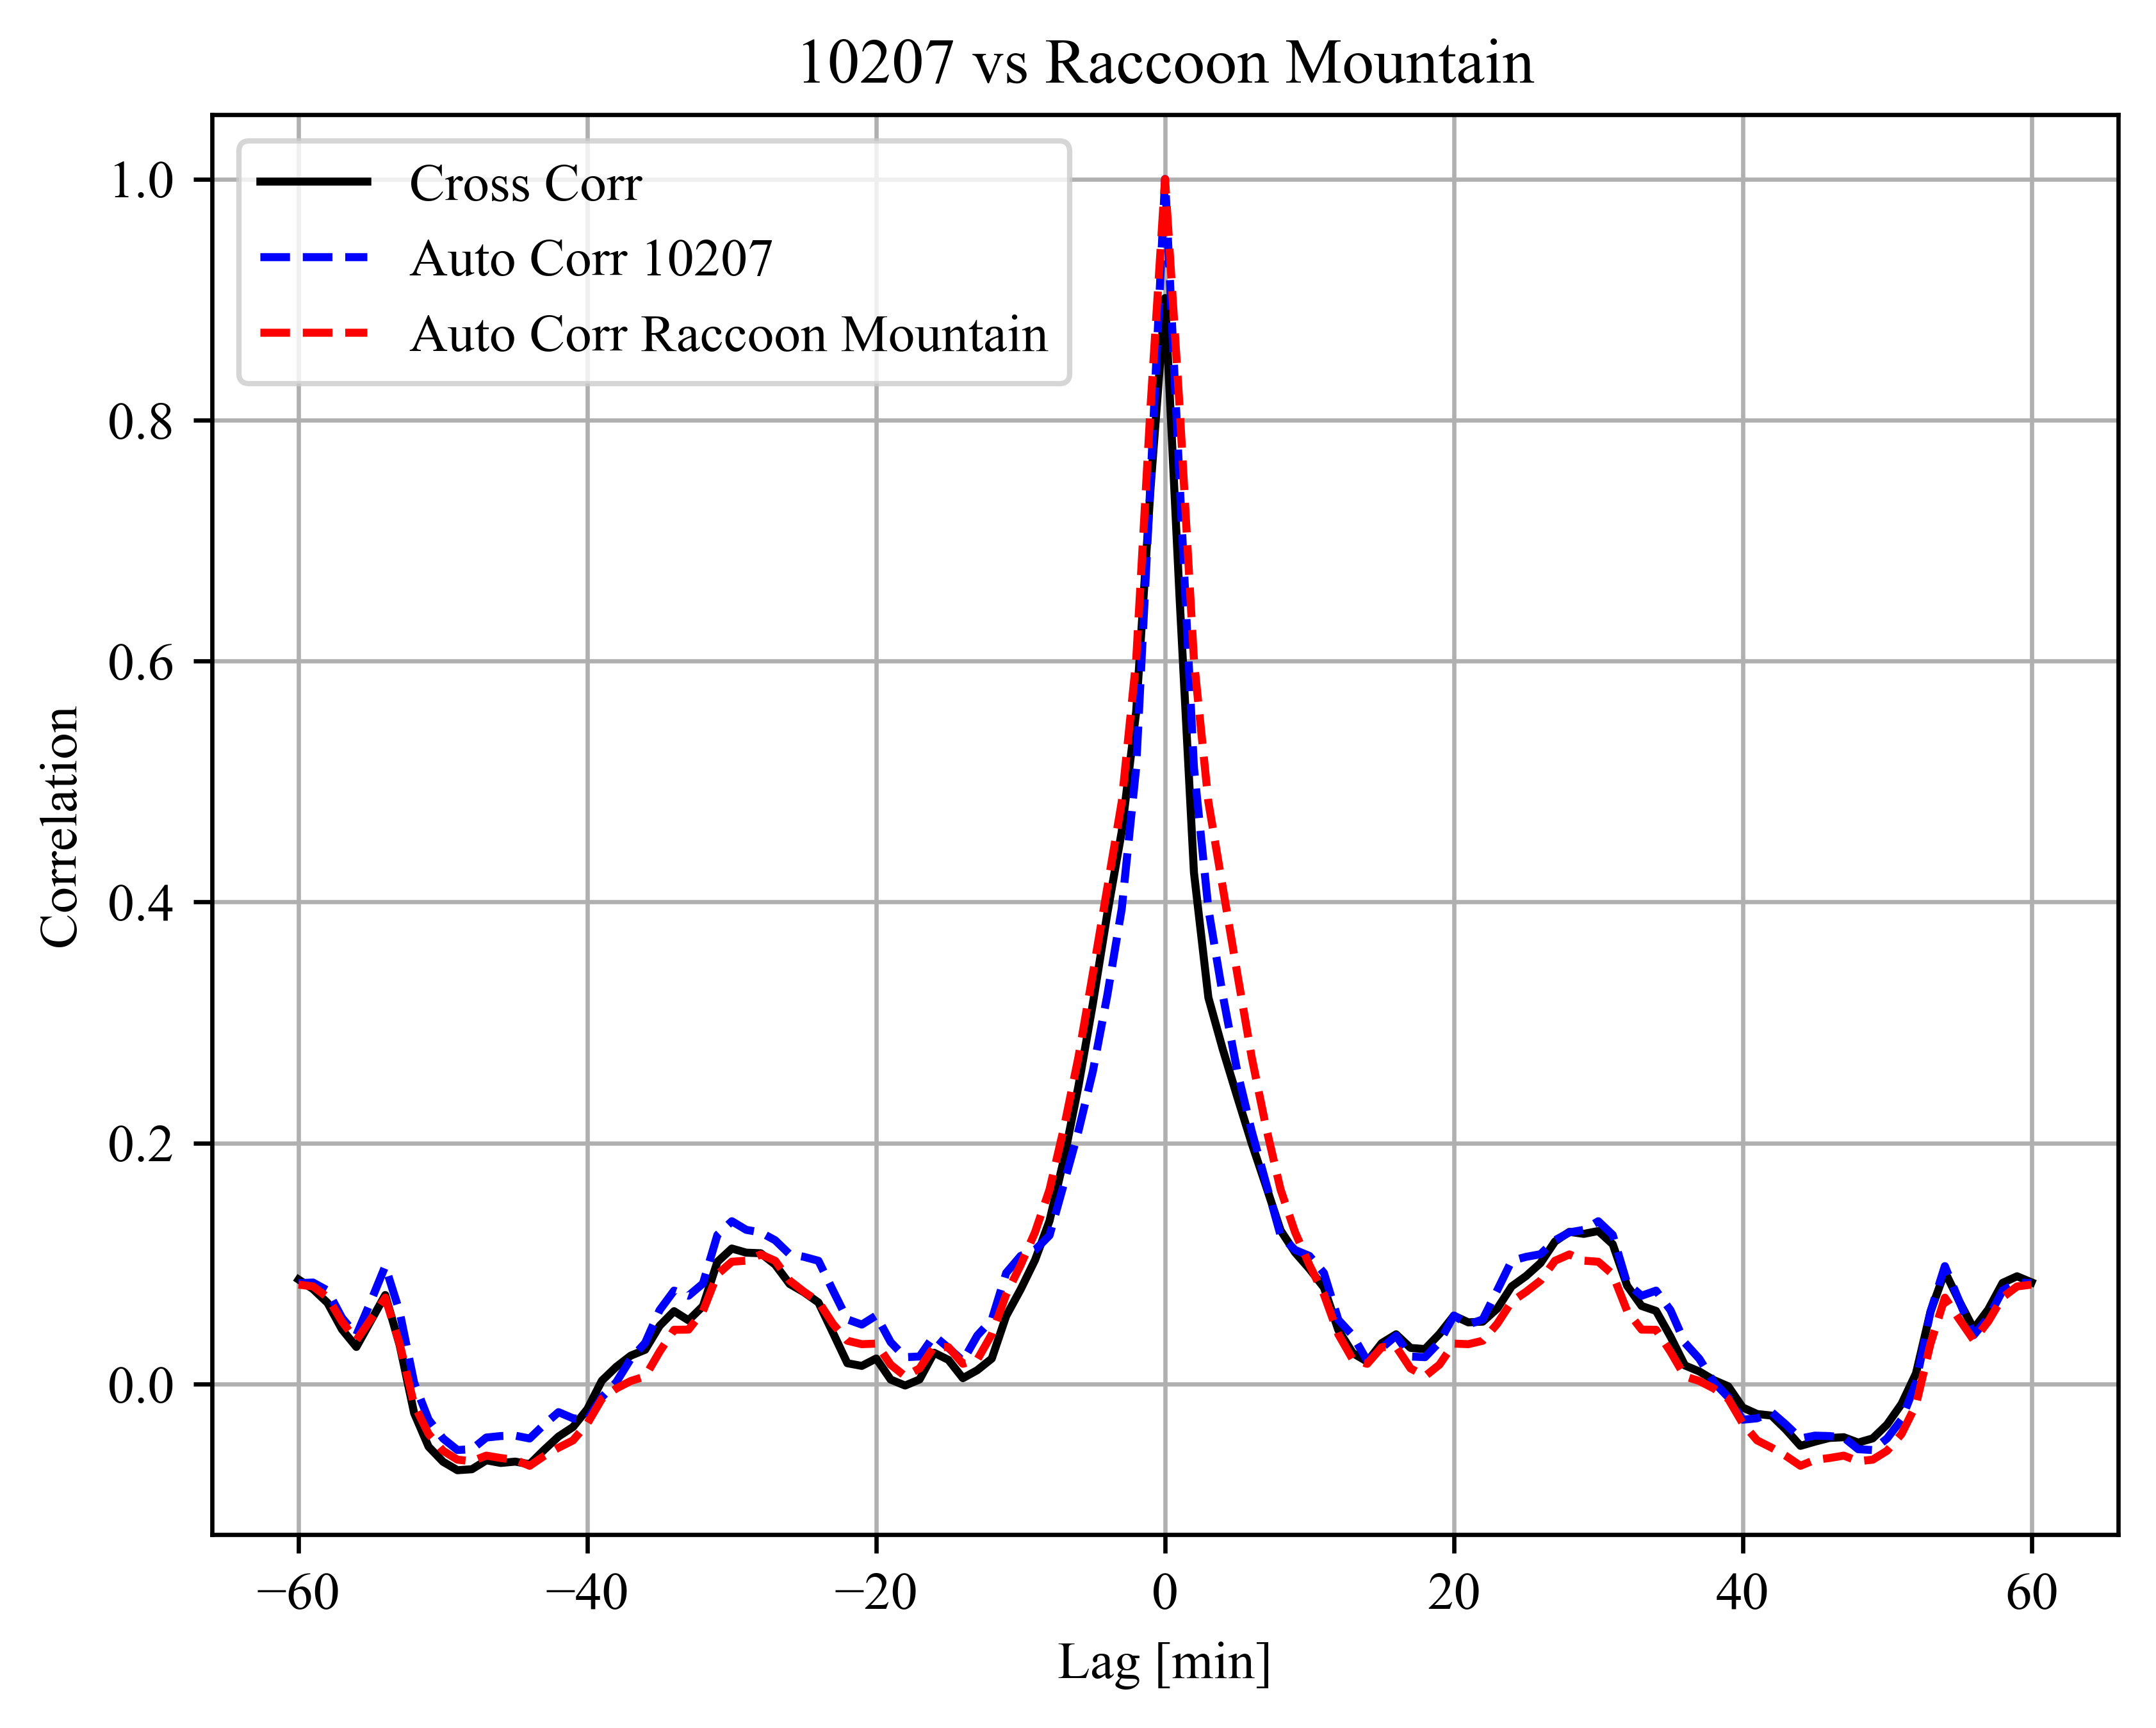 10207 vs Raccoon Mountain
Cross Corr
Auto Corr 10207
Auto Corr Raccoon Mountain
1.0
0.8
0.6
0.4
0.2
0.0
Correlation
−60 −40 −20 0 20 40 60
Lag [min]